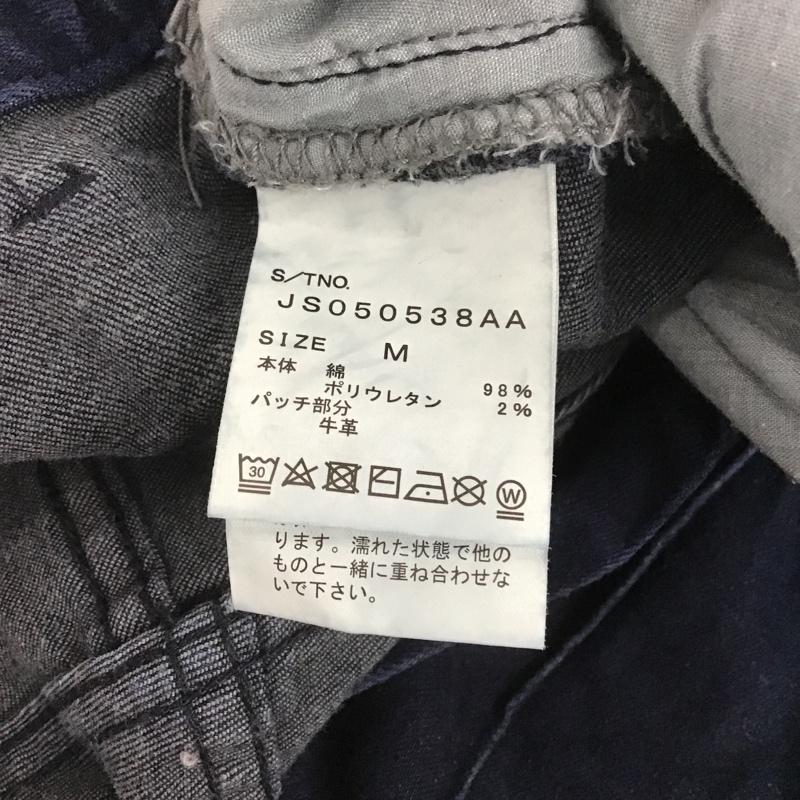 S/TNO.
JS050538AA
SIZE M
本体 綿 98%
ポリウレタン 2%
パッチ部分
牛革
30
W
ります。濡れた状態で他の
ものと一緒に重ね合わせな
いで下さい。